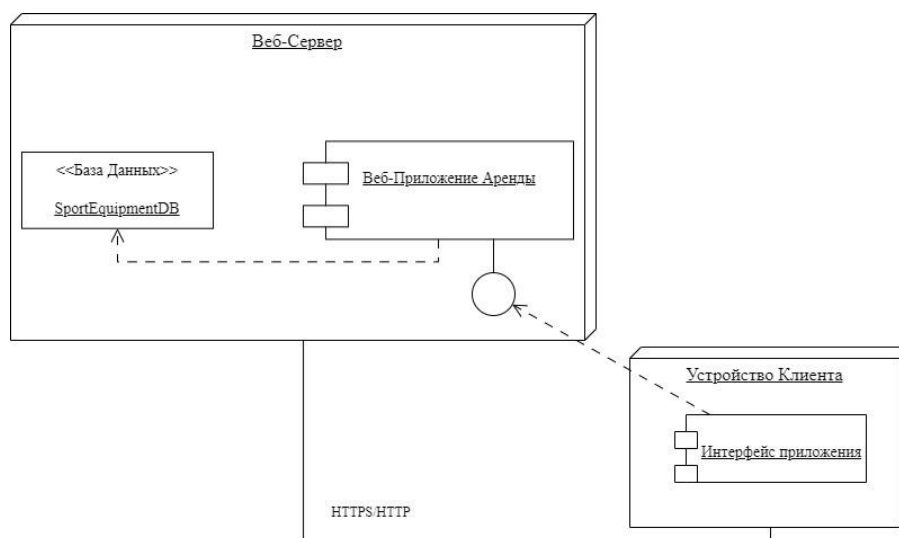 Веб-Сервер
<<База Данных>>
SportEquipmentDB
Веб-Приложение Аренды
Устройство Клиента
Интерфейс приложения
HTTPS/HTTP